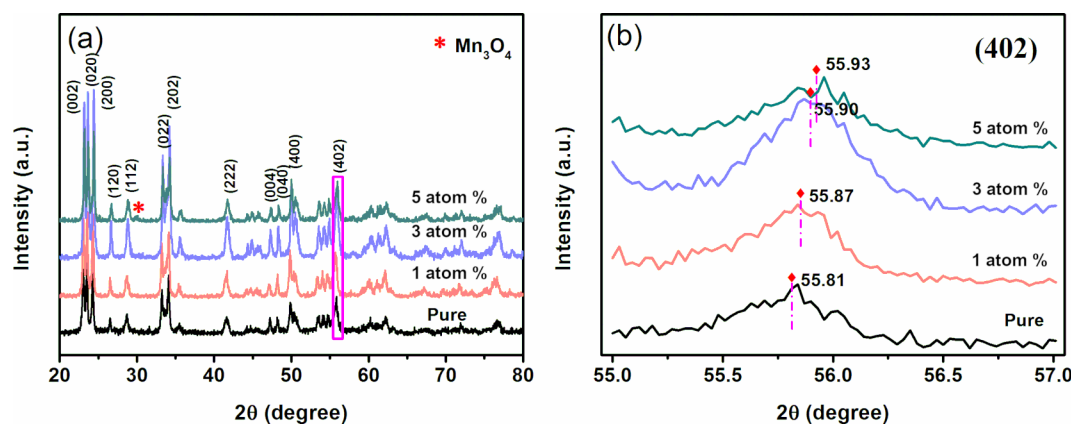 (a)
* Mn₃O₄
(002)
(020)
(200)
(120)
(112)
(022)
(202)
(222)
(004)
(040)
(400)
(402)
5 atom %
3 atom %
1 atom %
Pure
Intensity (a.u.)
20 30 40 50 60 70 80
2θ (degree)
(b)
(402)
55.93
55.90
5 atom %
3 atom %
55.87
1 atom %
55.81
Pure
Intensity (a.u.)
55.0 55.5 56.0 56.5 57.0
2θ (degree)